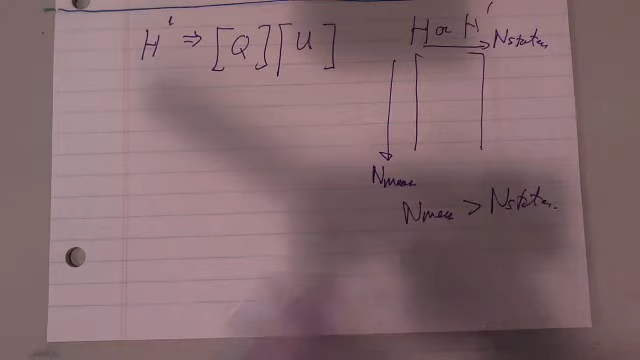 H' ⇒ [Q][U]
H or H'
Nstates
Nmeas
Nmeas > Nstates.